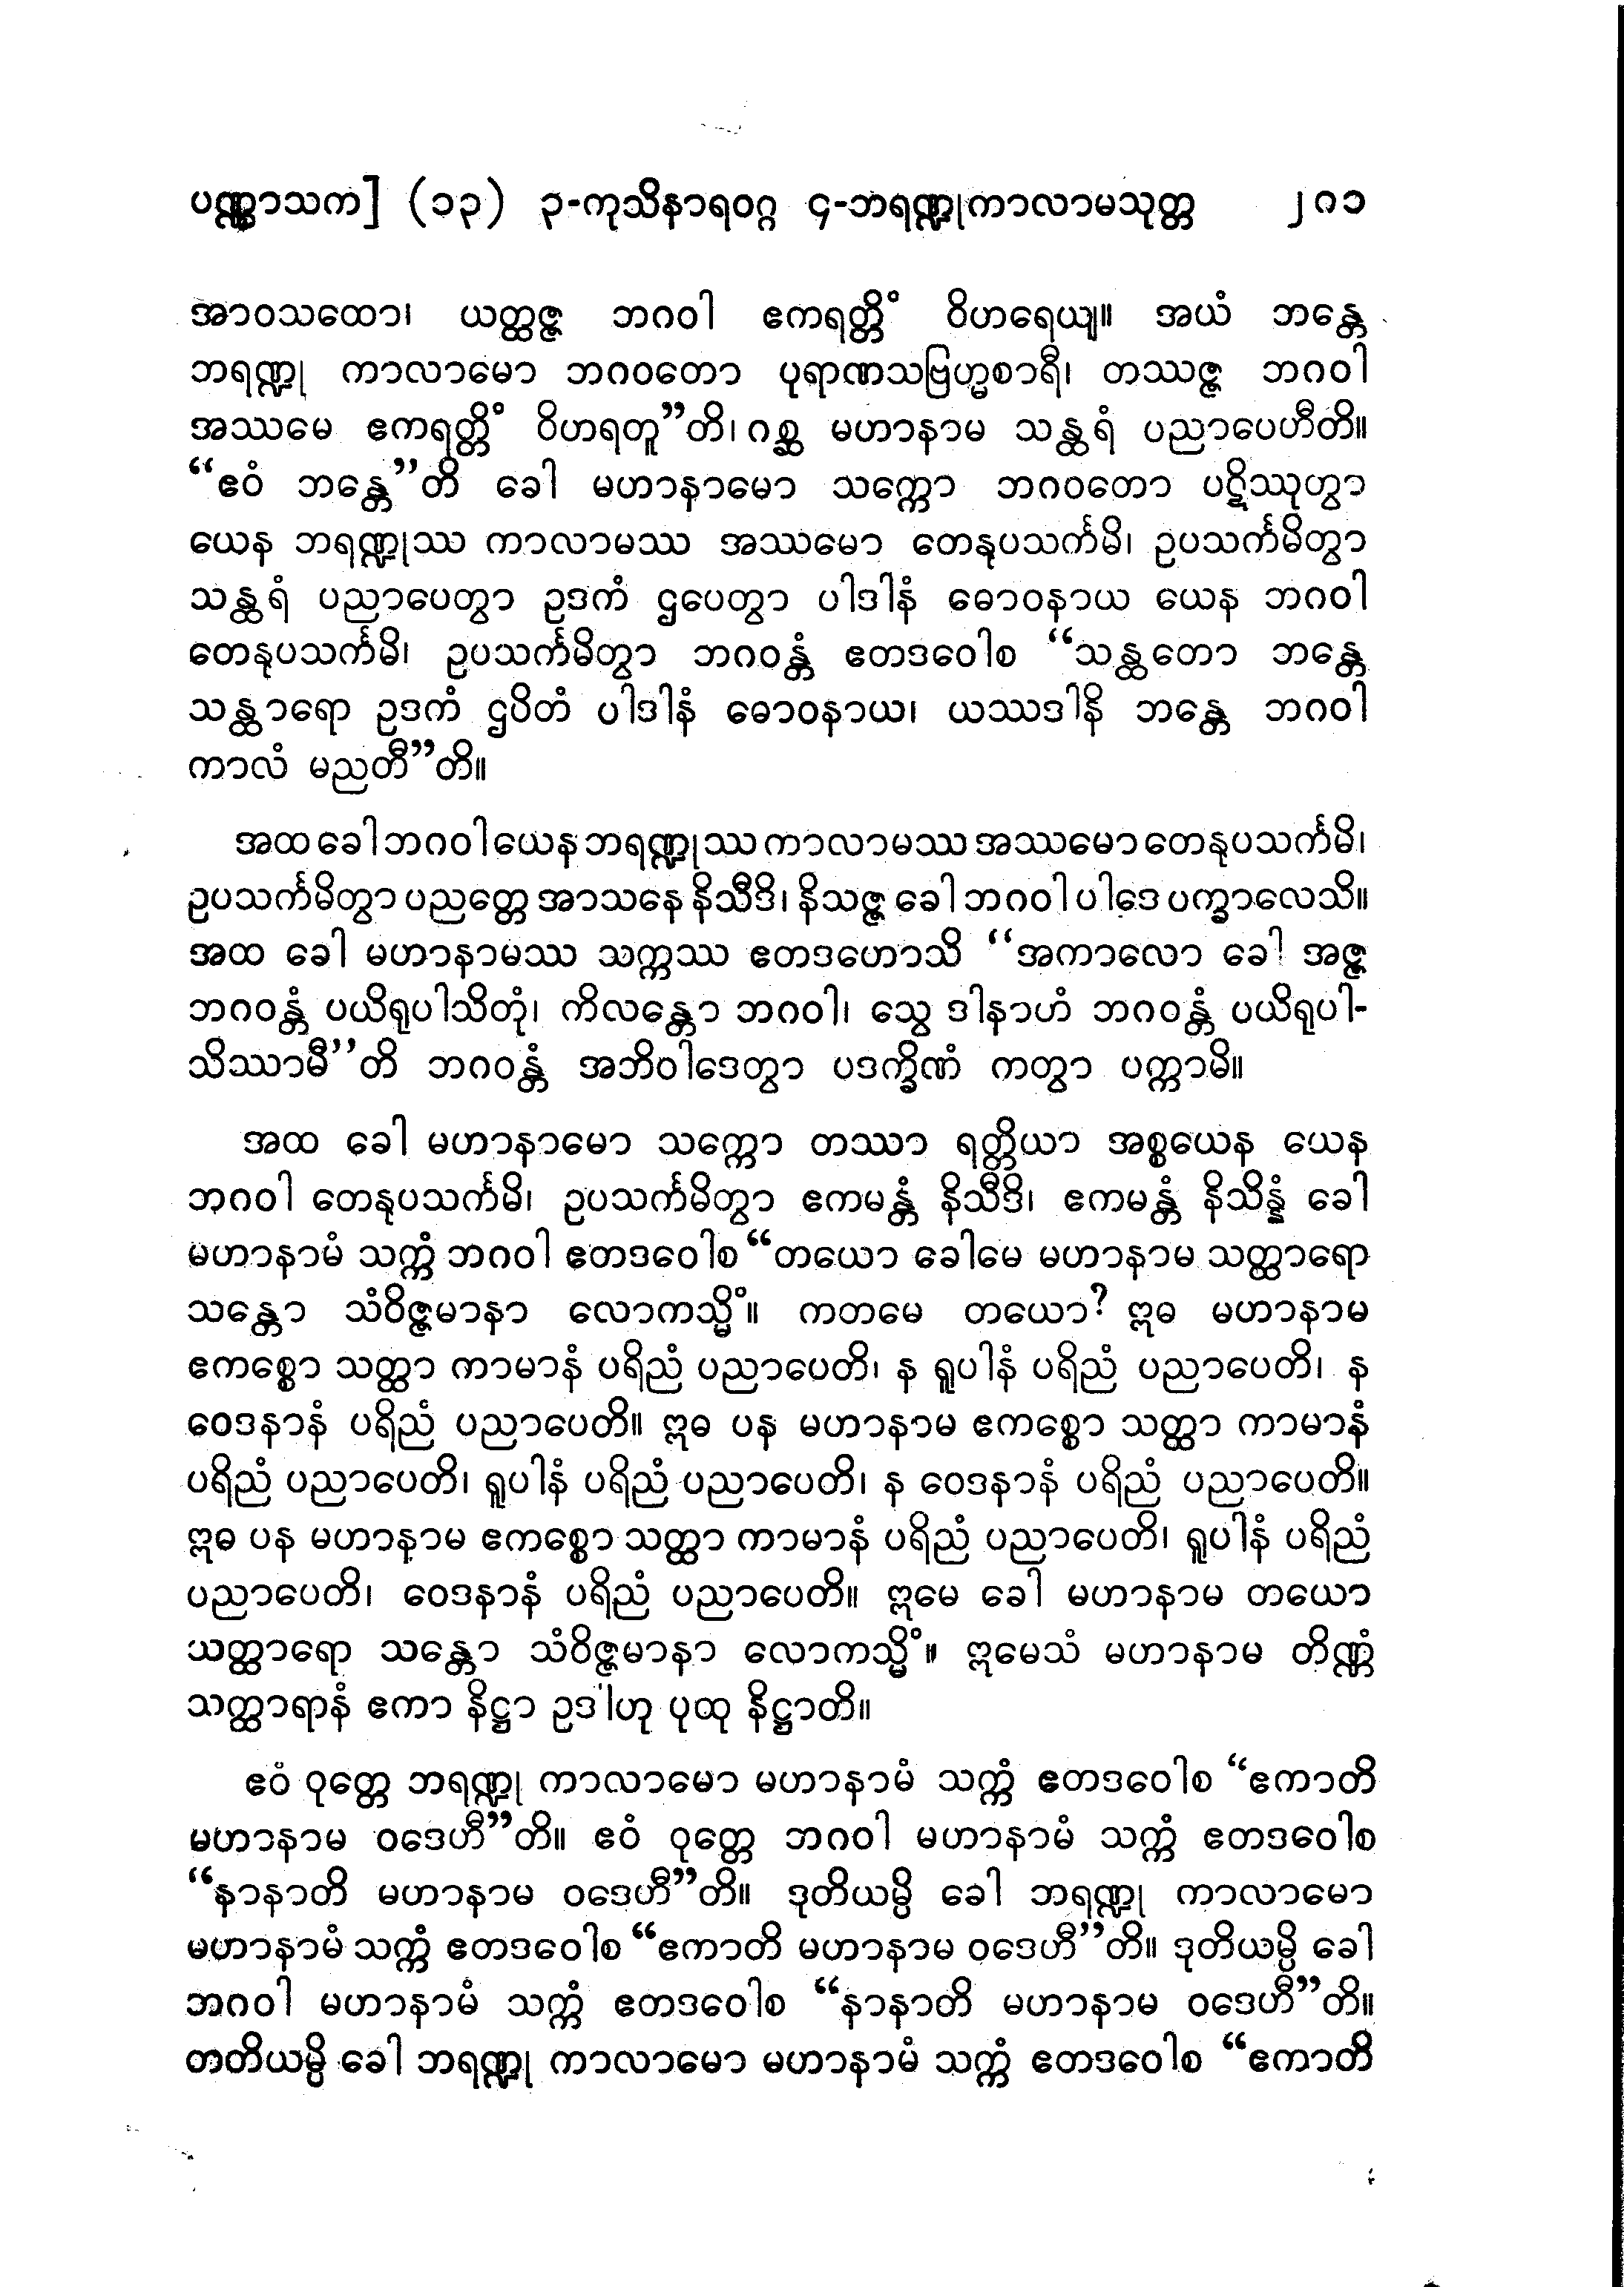 ပဏ္ဏာသက] (၁၃) ၃-ကုသိနာရဝဂ္ဂ ၄-ဘရဏ္ဍုကာလာမသုတ္တ ၂၈၁
အာဝသထော၊ ယတ္ထဇ္ဇ ဘဂဝါ ဧကရတ္တိံ ဝိဟရေယျ။ အယံ ဘန္တေ
ဘရဏ္ဍု ကာလာမော ဘဂဝတော ပုရာဏသဗြဟ္မစာရီ၊ တဿဇ္ဇ ဘဂဝါ
အဿမေ ဧကရတ္တိံ ဝိဟရတူ”တိ၊ ဂစ္ဆ မဟာနာမ သန္ထရံ ပညာပေဟီတိ။
“ဧဝံ ဘန္တေ”တိ ခေါ မဟာနာမော သက္ကော ဘဂဝတော ပဋိဿုဏိတွာ
ယေန ဘရဏ္ဍုဿ ကာလာမဿ အဿမော တေနုပသင်္ကမိ၊ ဥပသင်္ကမိတွာ
သန္ထရံ ပညာပေတွာ ဥဒကံ ဌပေတွာ ပါဒါနံ ဓောဝနာယ ယေန ဘဂဝါ
တေနုပသင်္ကမိ၊ ဥပသင်္ကမိတွာ ဘဂဝန္တံ ဧတဒဝေါစ “သန္ထတော ဘန္တေ
သန္ထာရော ဥဒကံ ဌပိတံ ပါဒါနံ ဓောဝနာယ၊ ယဿဒါနိ ဘန္တေ ဘဂဝါ
ကာလံ မညတီ”တိ။
အထ ခေါ ဘဂဝါ ယေန ဘရဏ္ဍုဿ ကာလာမဿ အဿမော တေနုပသင်္ကမိ၊
ဥပသင်္ကမိတွာ ပညတ္တေ အာသနေ နိသီဒိ၊ နိသဇ္ဇ ခေါ ဘဂဝါ ပါဒေ ပက္ခာလေသိ။
အထ ခေါ မဟာနာမဿ သက္ကဿ ဧတဒဟောသိ “အကာလော ခေါ အဇ္ဇ
ဘဂဝန္တံ ပယိရုပါသိတုံ၊ ကိလန္တော ဘဂဝါ၊ သွေ ဒါနာဟံ ဘဂဝန္တံ ပယိရုပါ-
သိဿာမီ”တိ ဘဂဝန္တံ အဘိဝါဒေတွာ ပဒက္ခိဏံ ကတွာ ပက္ကာမိ။
အထ ခေါ မဟာနာမော သက္ကော တဿာ ရတ္တိယာ အစ္စယေန ယေန
ဘဂဝါ တေနုပသင်္ကမိ၊ ဥပသင်္ကမိတွာ ဧကမန္တံ နိသီဒိ၊ ဧကမန္တံ နိသိန္နံ ခေါ
မဟာနာမံ သက္ကံ ဘဂဝါ ဧတဒဝေါစ “တယော ခေါမေ မဟာနာမ သတ္ထာရော
သန္တော သံဝိဇ္ဇမာနာ လောကသ္မိံ။ ကတမေ တယော? ဣဓ မဟာနာမ
ဧကစ္စော သတ္ထာ ကာမာနံ ပရိညံ ပညာပေတိ၊ န ရူပါနံ ပရိညံ ပညာပေတိ၊ န
ဝေဒနာနံ ပရိညံ ပညာပေတိ။ ဣဓ ပန မဟာနာမ ဧကစ္စော သတ္ထာ ကာမာနံ
ပရိညံ ပညာပေတိ၊ ရူပါနံ ပရိညံ ပညာပေတိ၊ န ဝေဒနာနံ ပရိညံ ပညာပေတိ။
ဣဓ ပန မဟာနာမ ဧကစ္စော သတ္ထာ ကာမာနံ ပရိညံ ပညာပေတိ၊ ရူပါနံ ပရိညံ
ပညာပေတိ၊ ဝေဒနာနံ ပရိညံ ပညာပေတိ။ ဣမေ ခေါ မဟာနာမ တယော
သတ္ထာရော သန္တော သံဝိဇ္ဇမာနာ လောကသ္မိံ။ ဣမေသံ မဟာနာမ တိဏ္ဏံ
သတ္ထာရာနံ ဧကာ နိဋ္ဌာ ဥဒါဟု ပုထု နိဋ္ဌာတိ။
ဧဝံ ဝုတ္တေ ဘရဏ္ဍု ကာလာမော မဟာနာမံ သက္ကံ ဧတဒဝေါစ “ဧကာတိ
မဟာနာမ ဝဒေဟီ”တိ။ ဧဝံ ဝုတ္တေ ဘဂဝါ မဟာနာမံ သက္ကံ ဧတဒဝေါစ
“နာနာတိ မဟာနာမ ဝဒေဟီ”တိ။ ဒုတိယမ္ပိ ခေါ ဘရဏ္ဍု ကာလာမော
မဟာနာမံ သက္ကံ ဧတဒဝေါစ “ဧကာတိ မဟာနာမ ဝဒေဟီ”တိ။ ဒုတိယမ္ပိ ခေါ
ဘဂဝါ မဟာနာမံ သက္ကံ ဧတဒဝေါစ “နာနာတိ မဟာနာမ ဝဒေဟီ”တိ။
တတိယမ္ပိ ခေါ ဘရဏ္ဍု ကာလာမော မဟာနာမံ သက္ကံ ဧတဒဝေါစ “ဧကာတိ